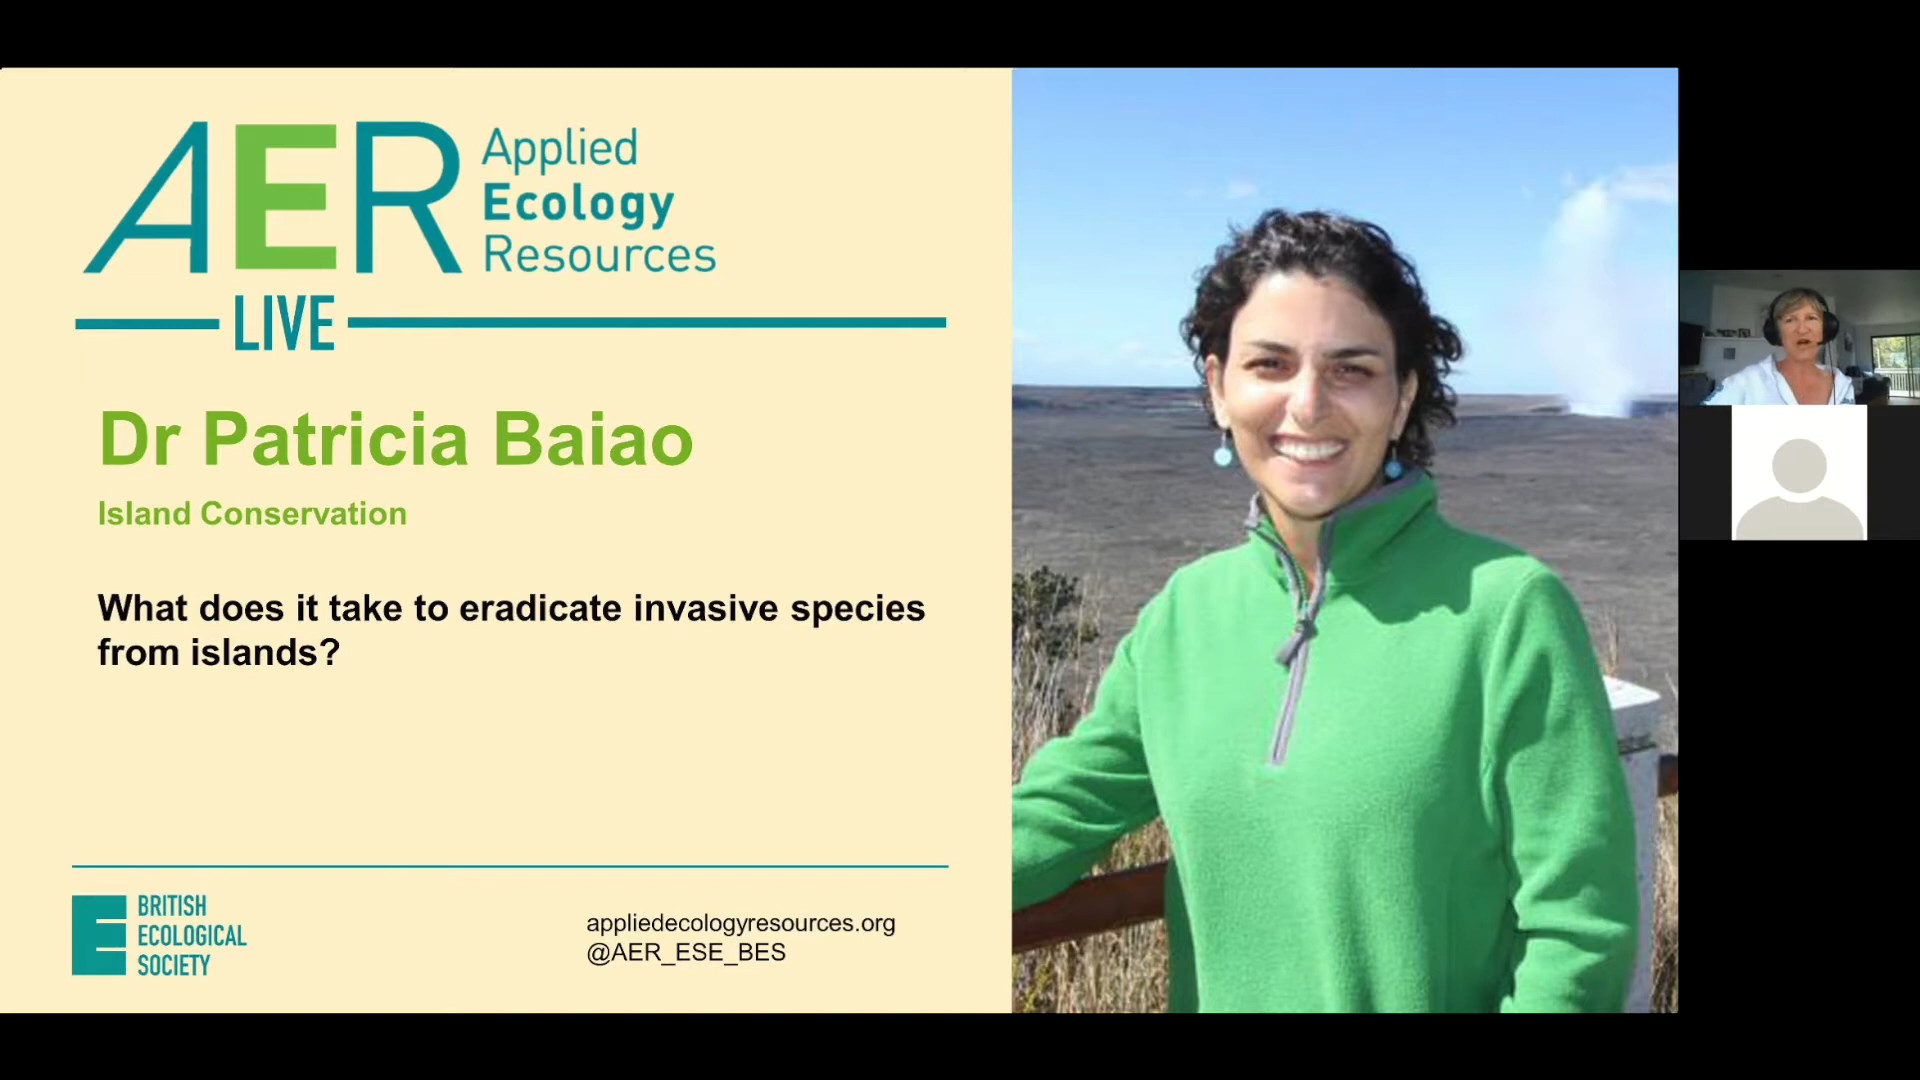 AER
Applied
Ecology
Resources
LIVE
Dr Patricia Baiao
Island Conservation
What does it take to eradicate invasive species
from islands?
BRITISH
ECOLOGICAL
SOCIETY
appliedecologyresources.org
@AER_ESE_BES